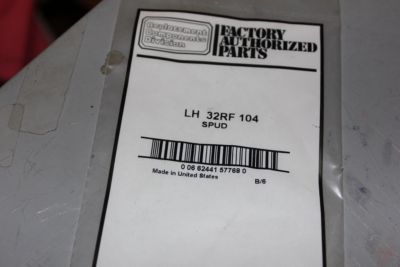 Replacement
Components
Division
FACTORY
AUTHORIZED
PARTS
LH 32RF 104
SPUD
0 06 62441 57768 0
Made in United States
B/6